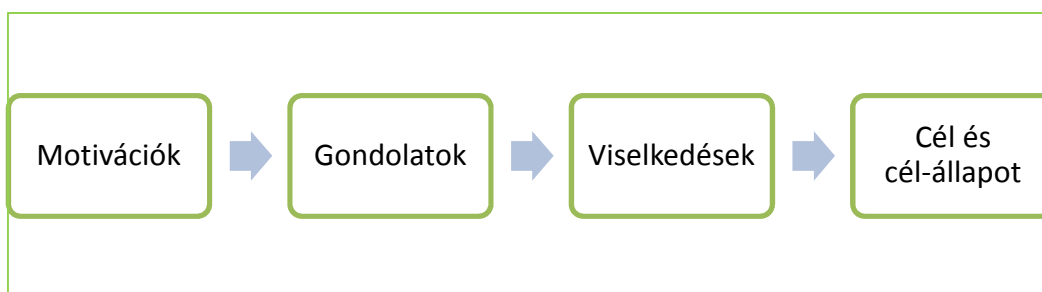 Motivációk
Gondolatok
Viselkedések
Cél és
cél-állapot